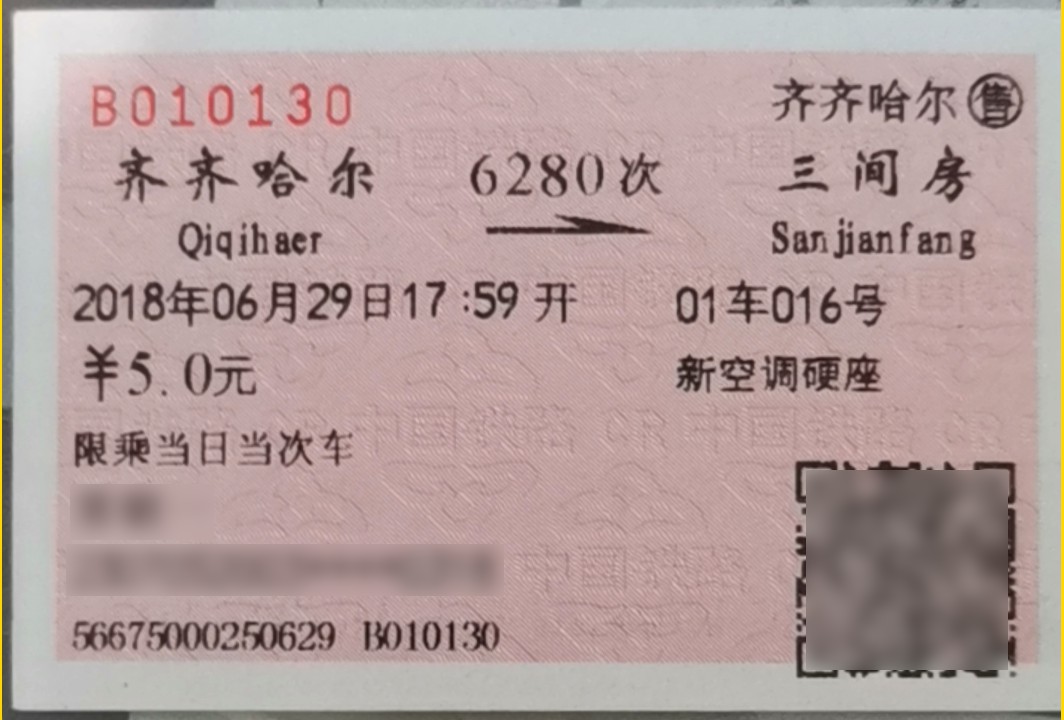 B010130 齐齐哈尔 售
齐齐哈尔 6280次 三间房
Qiqihaer Sanjianfang
2018年06月29日17:59开 01车016号
￥5.0元 新空调硬座
限乘当日当次车
56675000250629 B010130